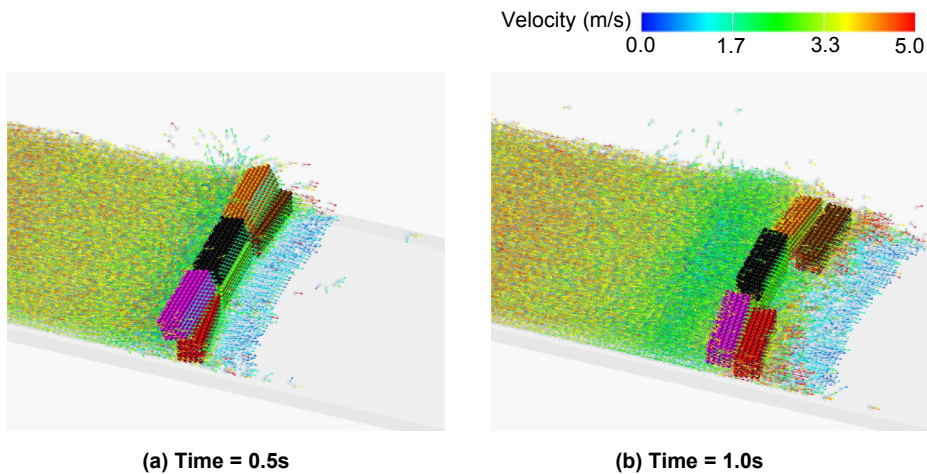 Velocity (m/s)
0.0 1.7 3.3 5.0
(a) Time = 0.5s
(b) Time = 1.0s